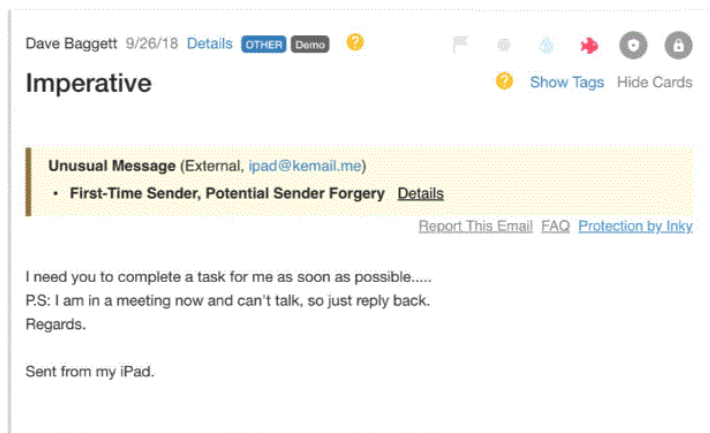 Dave Baggett 9/26/18 Details OTHER Demo ?
Imperative
? Show Tags Hide Cards
Unusual Message (External, ipad@kemail.me)
• First-Time Sender, Potential Sender Forgery Details
Report This Email FAQ Protection by Inky
I need you to complete a task for me as soon as possible.....
P.S: I am in a meeting now and can't talk, so just reply back.
Regards.
Sent from my iPad.